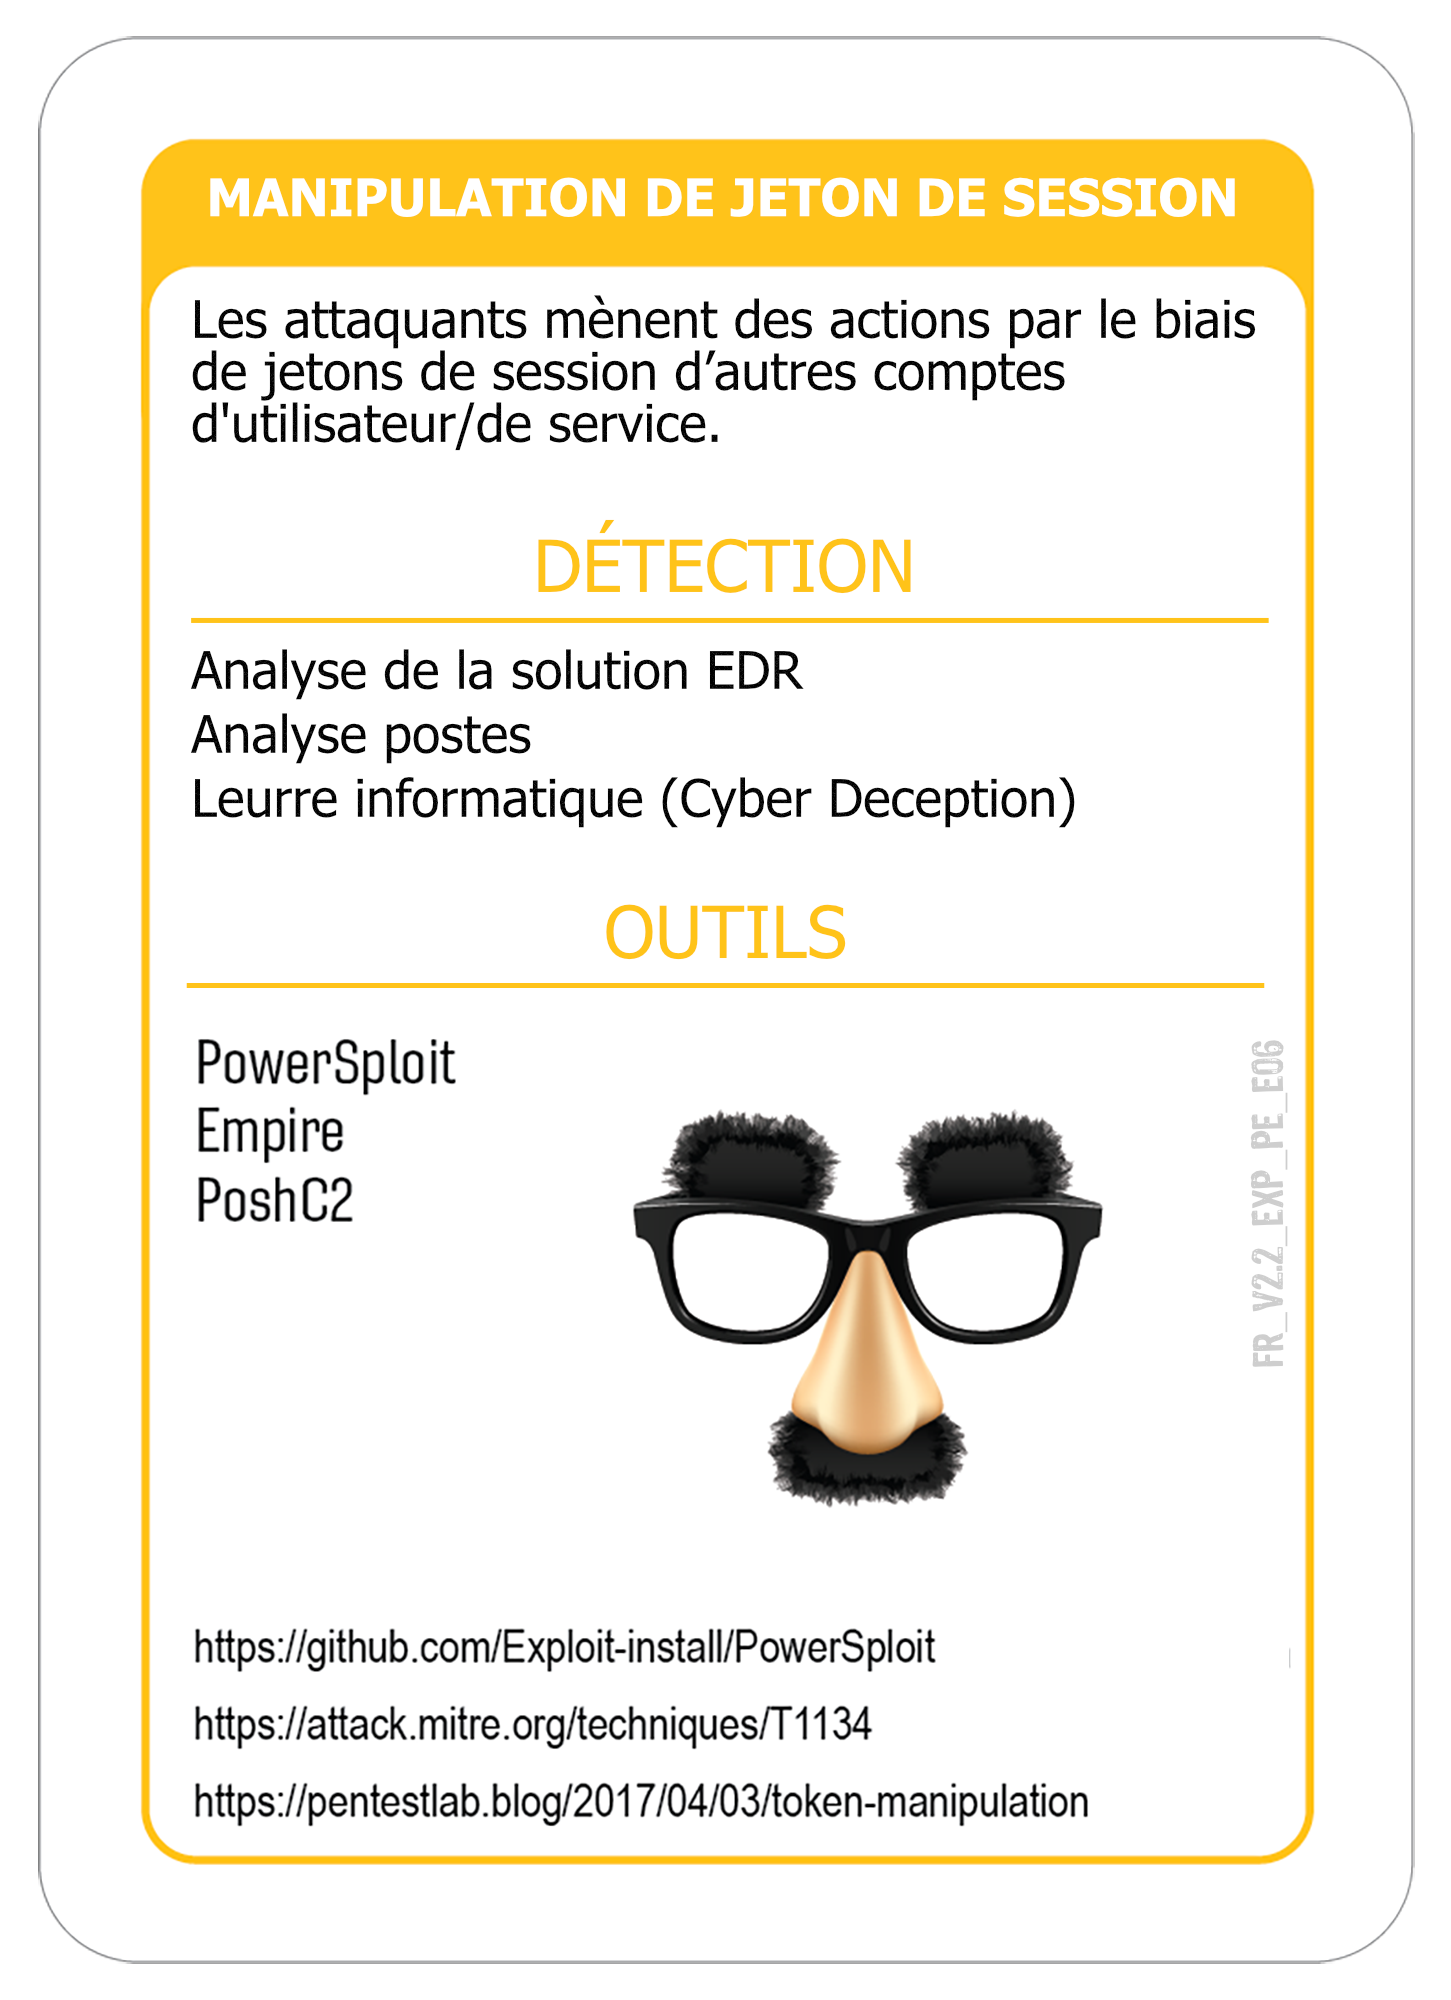 MANIPULATION DE JETON DE SESSION
Les attaquants mènent des actions par le biais
de jetons de session d’autres comptes
d'utilisateur/de service.
DÉTECTION
Analyse de la solution EDR
Analyse postes
Leurre informatique (Cyber Deception)
OUTILS
PowerSploit
Empire
PoshC2
FR_V2.2_EXP_PE_E06
https://github.com/Exploit-install/PowerSploit
https://attack.mitre.org/techniques/T1134
https://pentestlab.blog/2017/04/03/token-manipulation